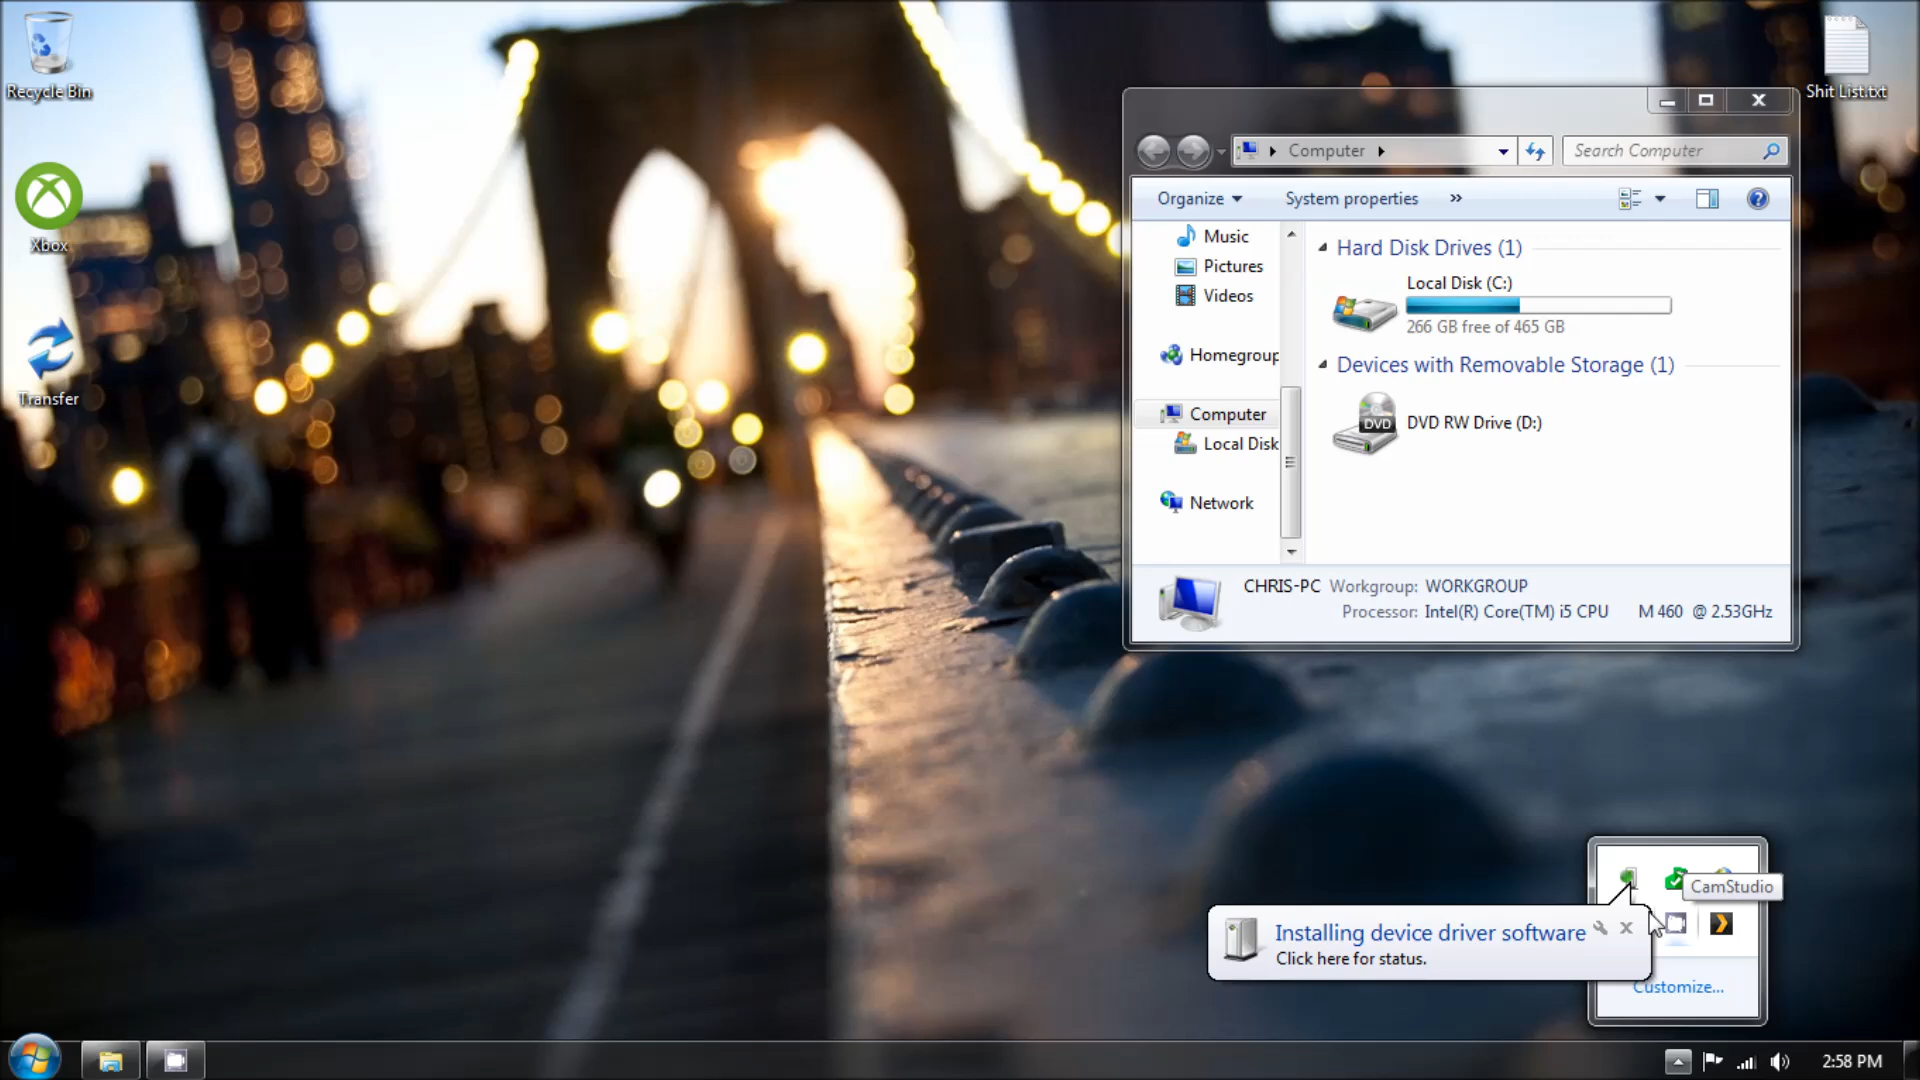 Recycle Bin
Xbox
Transfer
Shit List.txt
Computer
Search Computer
Organize
System properties
»
Music
Pictures
Videos
Homegroup
Computer
Local Disk
Network
Hard Disk Drives (1)
Local Disk (C:)
266 GB free of 465 GB
Devices with Removable Storage (1)
DVD
DVD RW Drive (D:)
CHRIS-PC Workgroup: WORKGROUP
Processor: Intel(R) Core(TM) i5 CPU M 460 @ 2.53GHz
CamStudio
Installing device driver software
Click here for status.
Customize...
2:58 PM